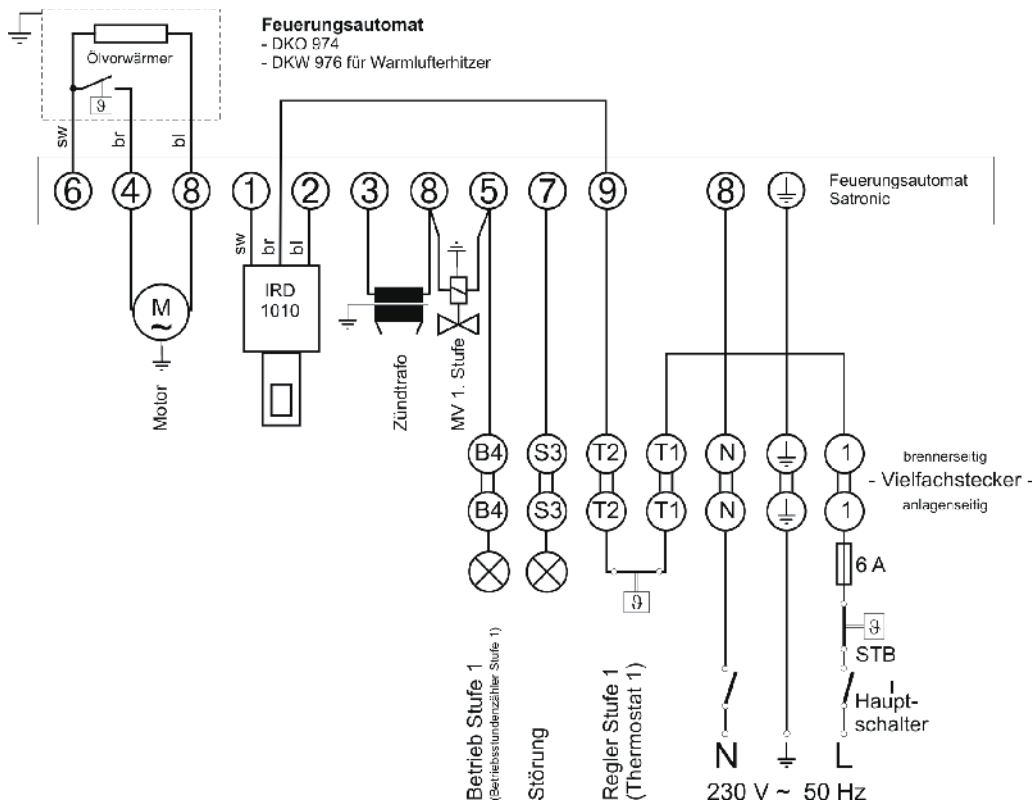 Feuerungsautomat
- DKO 974
- DKW 976 für Warmlufterhitzer
Ölvorwärmer
ϑ
sw
br
bl
6
4
8
1
2
3
8
5
7
9
8
Feuerungsautomat
Satronic
sw
br
bl
IRD
1010
M
~
Motor
Zündtrafo
MV 1. Stufe
B4
S3
T2
T1
N
1
brennerseitig
- Vielfachstecker -
anlagenseitig
B4
S3
T2
T1
N
1
6 A
ϑ
ϑ
STB
Haupt-
schalter
Betrieb Stufe 1
(Betriebsstundenzähler Stufe 1)
Störung
Regler Stufe 1
(Thermostat 1)
N
L
230 V ~ 50 Hz